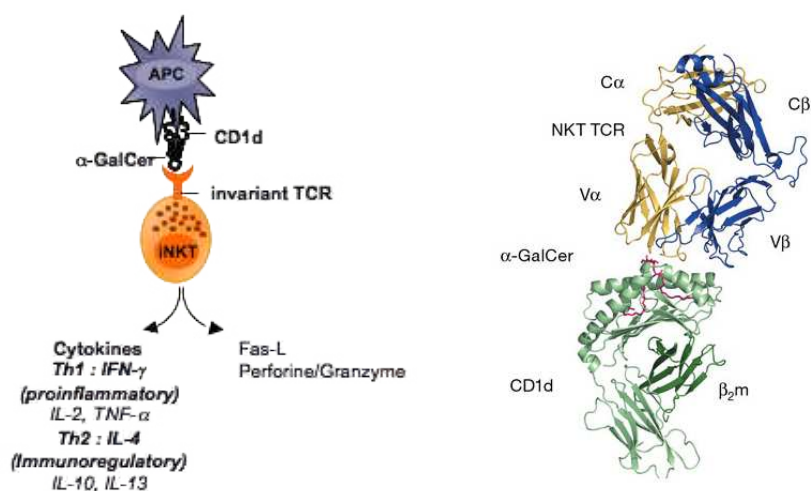 APC
CD1d
α-GalCer
invariant TCR
iNKT
Cytokines
Th1 : IFN-γ
(proinflammatory)
IL-2, TNF-α
Th2 : IL-4
(Immunoregulatory)
IL-10, IL-13
Fas-L
Perforine/Granzyme
Cα
Cβ
NKT TCR
Vα
Vβ
α-GalCer
CD1d
β₂m